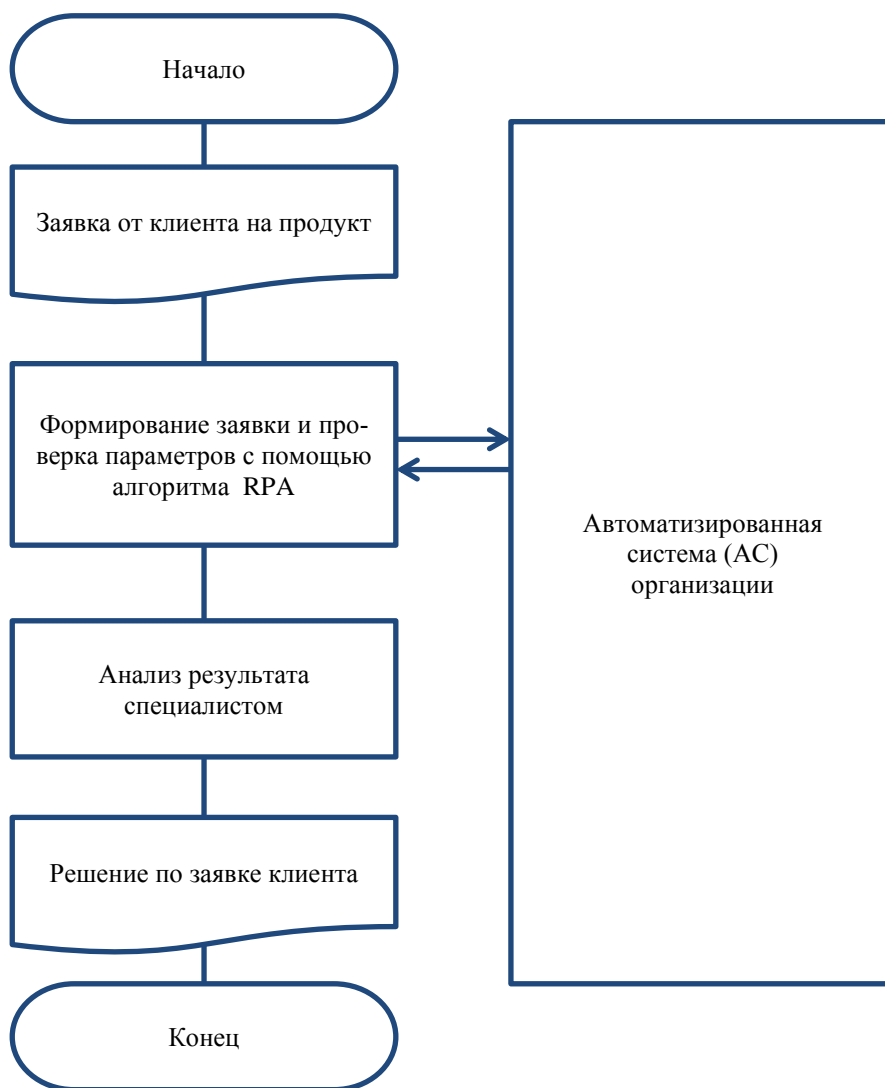 Начало
Заявка от клиента на продукт
Формирование заявки и про-
верка параметров с помощью
алгоритма RPA
Автоматизированная
система (АС)
организации
Анализ результата
специалистом
Решение по заявке клиента
Конец